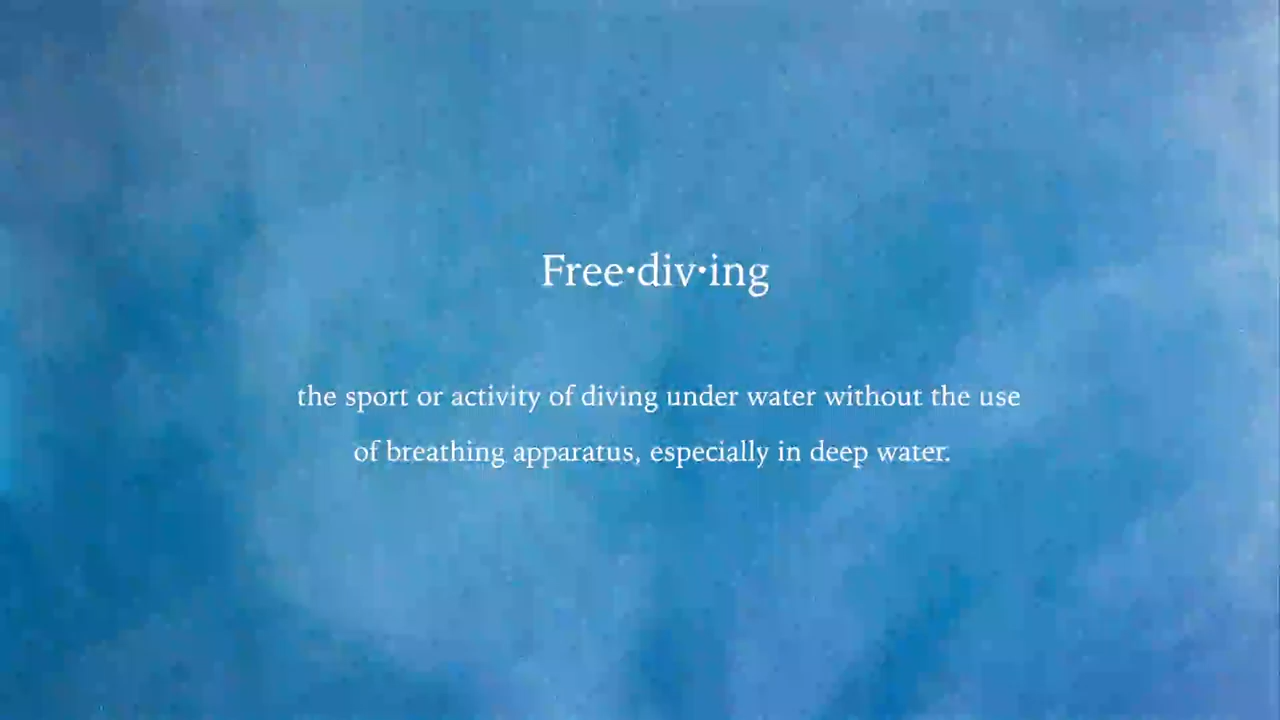 Free·div·ing
the sport or activity of diving under water without the use
of breathing apparatus, especially in deep water.